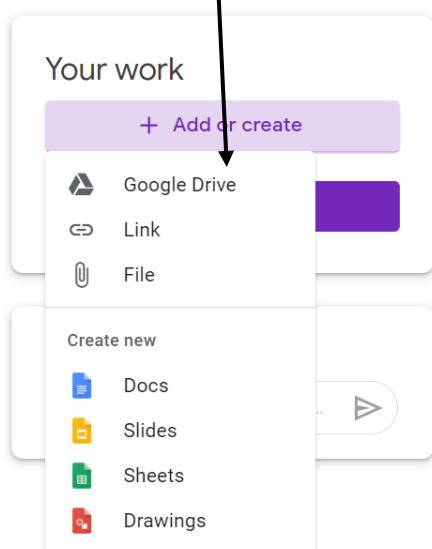 Your work
+ Add or create
Google Drive
Link
File
Create new
Docs
..
Slides
Sheets
Drawings